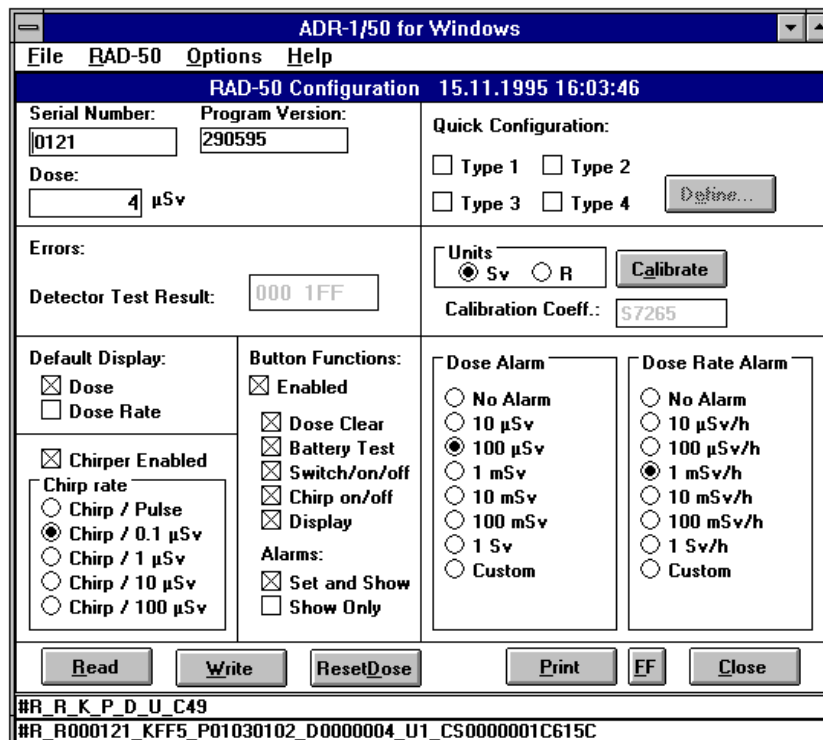 ADR-1/50 for Windows
File RAD-50 Options Help
RAD-50 Configuration 15.11.1995 16:03:46
Serial Number: Program Version:
0121 290595
Dose:
4 µSv
Quick Configuration:
Type 1 Type 2
Type 3 Type 4
Define...
Errors:
Detector Test Result: 000 1FF
Units
Sv R
Calibrate
Calibration Coeff.: S7265
Default Display:
Dose
Dose Rate
Chirper Enabled
Chirp rate
Chirp / Pulse
Chirp / 0.1 µSv
Chirp / 1 µSv
Chirp / 10 µSv
Chirp / 100 µSv
Button Functions:
Enabled
Dose Clear
Battery Test
Switch/on/off
Chirp on/off
Display
Alarms:
Set and Show
Show Only
Dose Alarm
No Alarm
10 µSv
100 µSv
1 mSv
10 mSv
100 mSv
1 Sv
Custom
Dose Rate Alarm
No Alarm
10 µSv/h
100 µSv/h
1 mSv/h
10 mSv/h
100 mSv/h
1 Sv/h
Custom
Read Write ResetDose Print FF Close
#R_R_K_P_D_U_C49
#R_R000121_KFF5_P01030102_D0000004_U1_CS0000001C615C